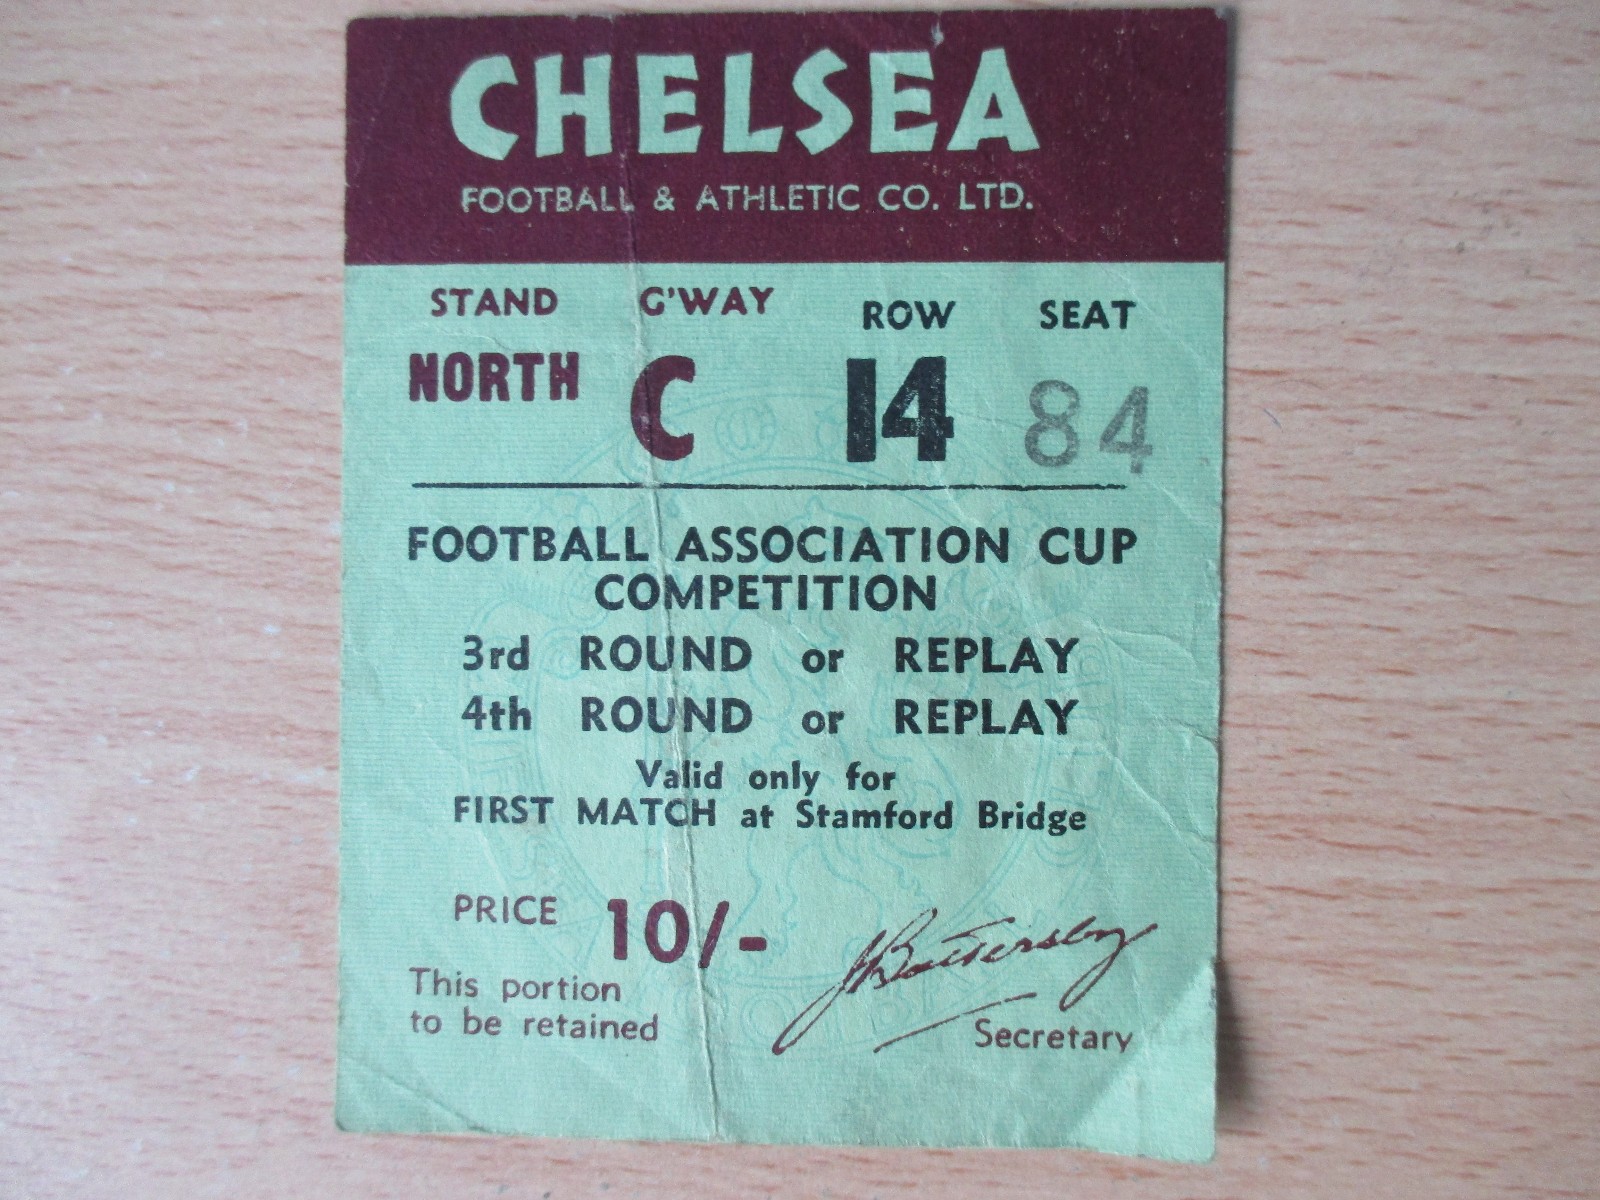 CHELSEA
FOOTBALL & ATHLETIC CO. LTD.
STAND G'WAY ROW SEAT
NORTH C 14 84
FOOTBALL ASSOCIATION CUP
COMPETITION
3rd ROUND or REPLAY
4th ROUND or REPLAY
Valid only for
FIRST MATCH at Stamford Bridge
PRICE 10/-
This portion
to be retained
JBattersby
Secretary